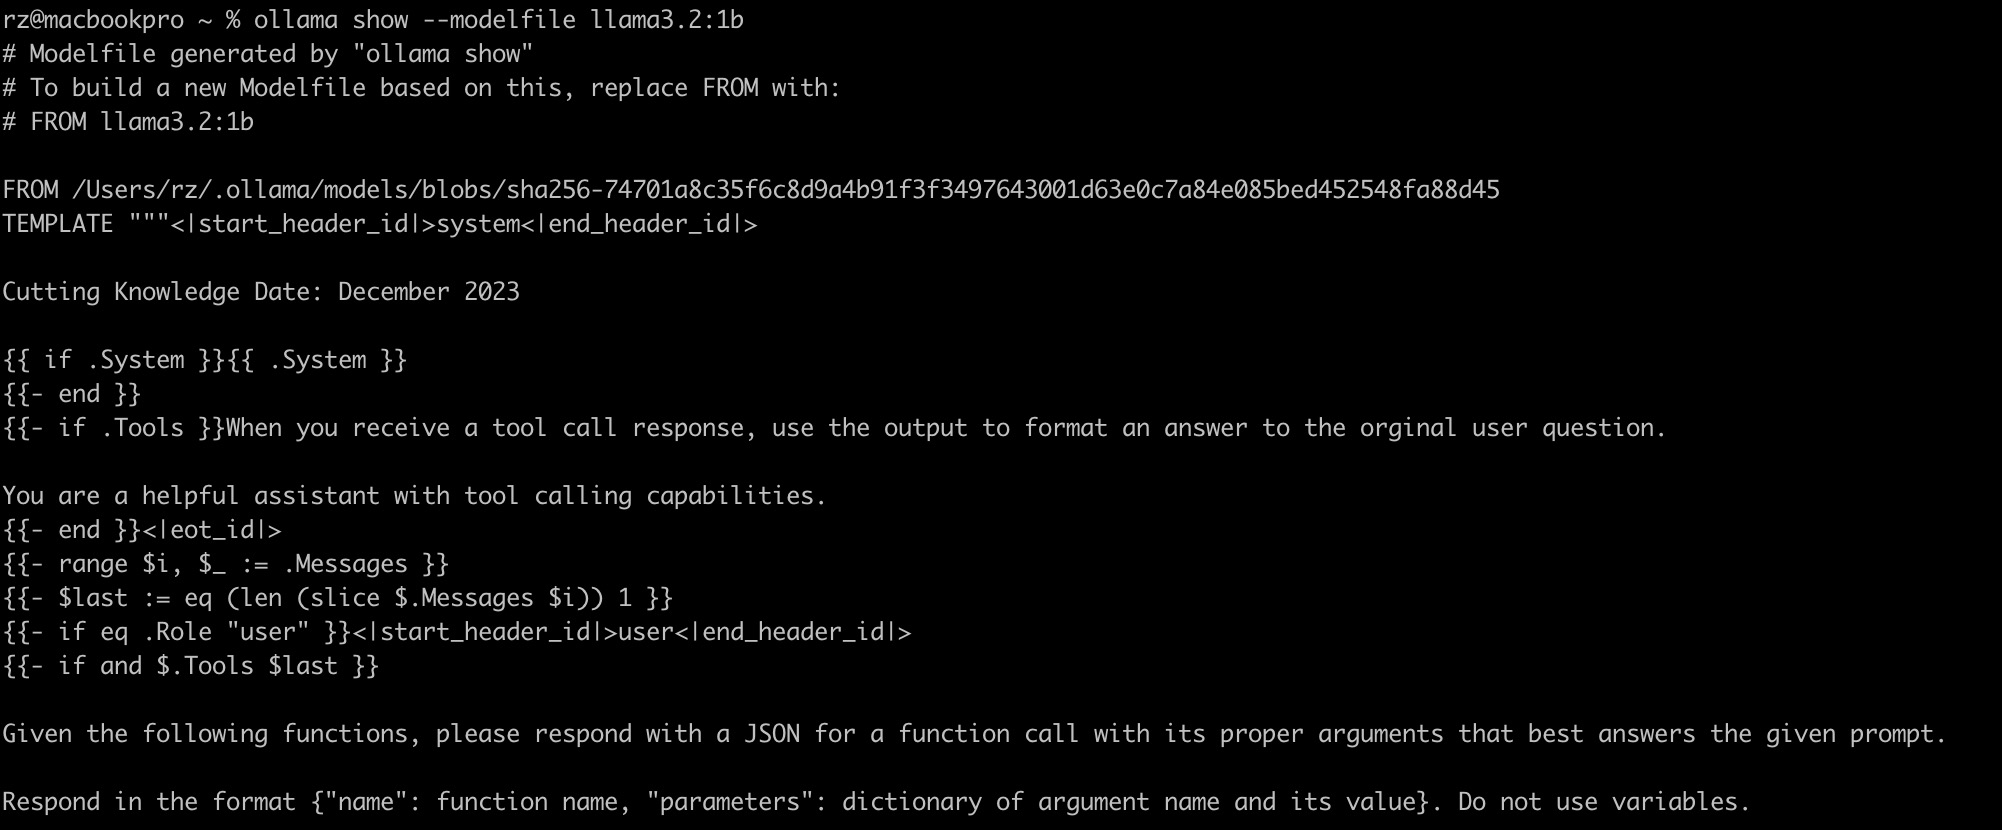 rz@macbookpro ~ % ollama show --modelfile llama3.2:1b
# Modelfile generated by "ollama show"
# To build a new Modelfile based on this, replace FROM with:
# FROM llama3.2:1b
FROM /Users/rz/.ollama/models/blobs/sha256-74701a8c35f6c8d9a4b91f3f3497643001d63e0c7a84e085bed452548fa88d45
TEMPLATE """<|start_header_id|>system<|end_header_id|>
Cutting Knowledge Date: December 2023
{{ if .System }}{{ .System }}
{{- end }}
{{- if .Tools }}When you receive a tool call response, use the output to format an answer to the orginal user question.
You are a helpful assistant with tool calling capabilities.
{{- end }}<|eot_id|>
{{- range $i, $_ := .Messages }}
{{- $last := eq (len (slice $.Messages $i)) 1 }}
{{- if eq .Role "user" }}<|start_header_id|>user<|end_header_id|>
{{- if and $.Tools $last }}
Given the following functions, please respond with a JSON for a function call with its proper arguments that best answers the given prompt.
Respond in the format {"name": function name, "parameters": dictionary of argument name and its value}. Do not use variables.